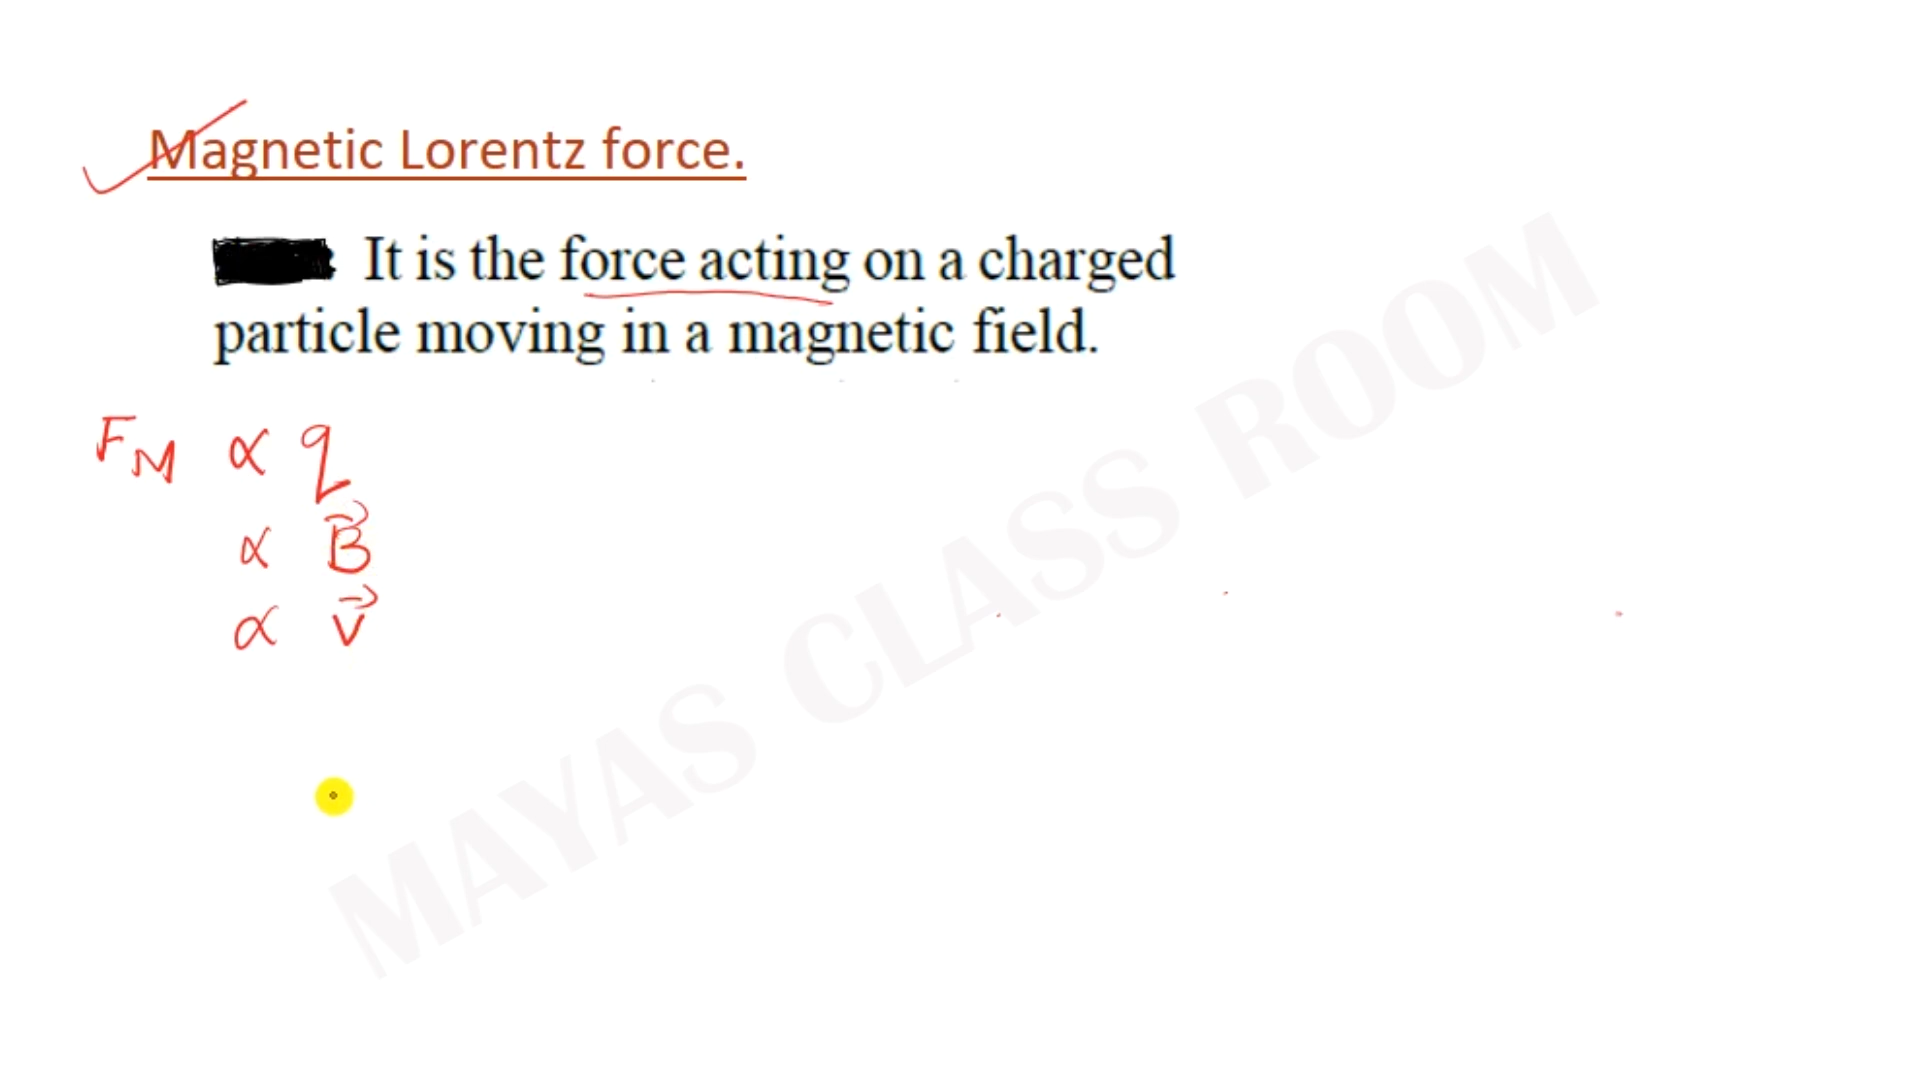 Magnetic Lorentz force.
It is the force acting on a charged
particle moving in a magnetic field.
F_M ∝ q
∝ B⃗
∝ v⃗
MAYAS CLASS ROOM